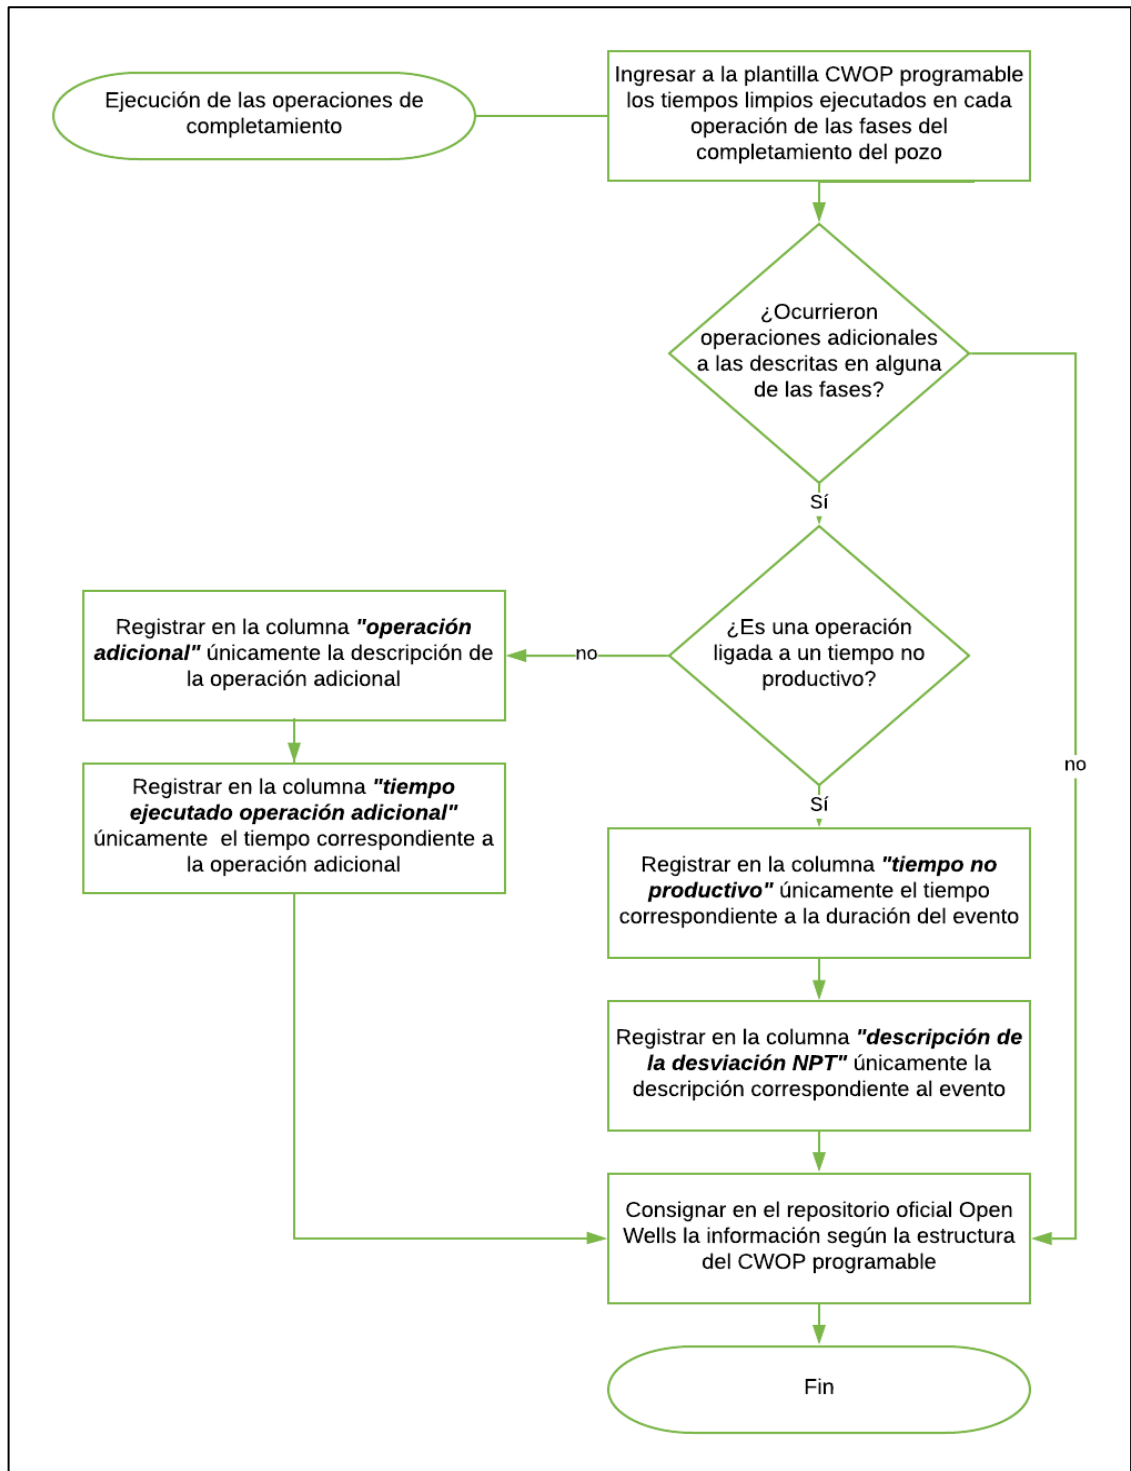 Ejecución de las operaciones de
completamiento
Ingresar a la plantilla CWOP programable
los tiempos limpios ejecutados en cada
operación de las fases del
completamiento del pozo
¿Ocurrieron
operaciones adicionales
a las descritas en alguna
de las fases?
Sí
¿Es una operación
ligada a un tiempo no
productivo?
no
Registrar en la columna "operación
adicional" únicamente la descripción de
la operación adicional
Registrar en la columna "tiempo
ejecutado operación adicional"
únicamente el tiempo correspondiente a
la operación adicional
no
Sí
Registrar en la columna "tiempo no
productivo" únicamente el tiempo
correspondiente a la duración del evento
Registrar en la columna "descripción de
la desviación NPT" únicamente la
descripción correspondiente al evento
Consignar en el repositorio oficial Open
Wells la información según la estructura
del CWOP programable
Fin